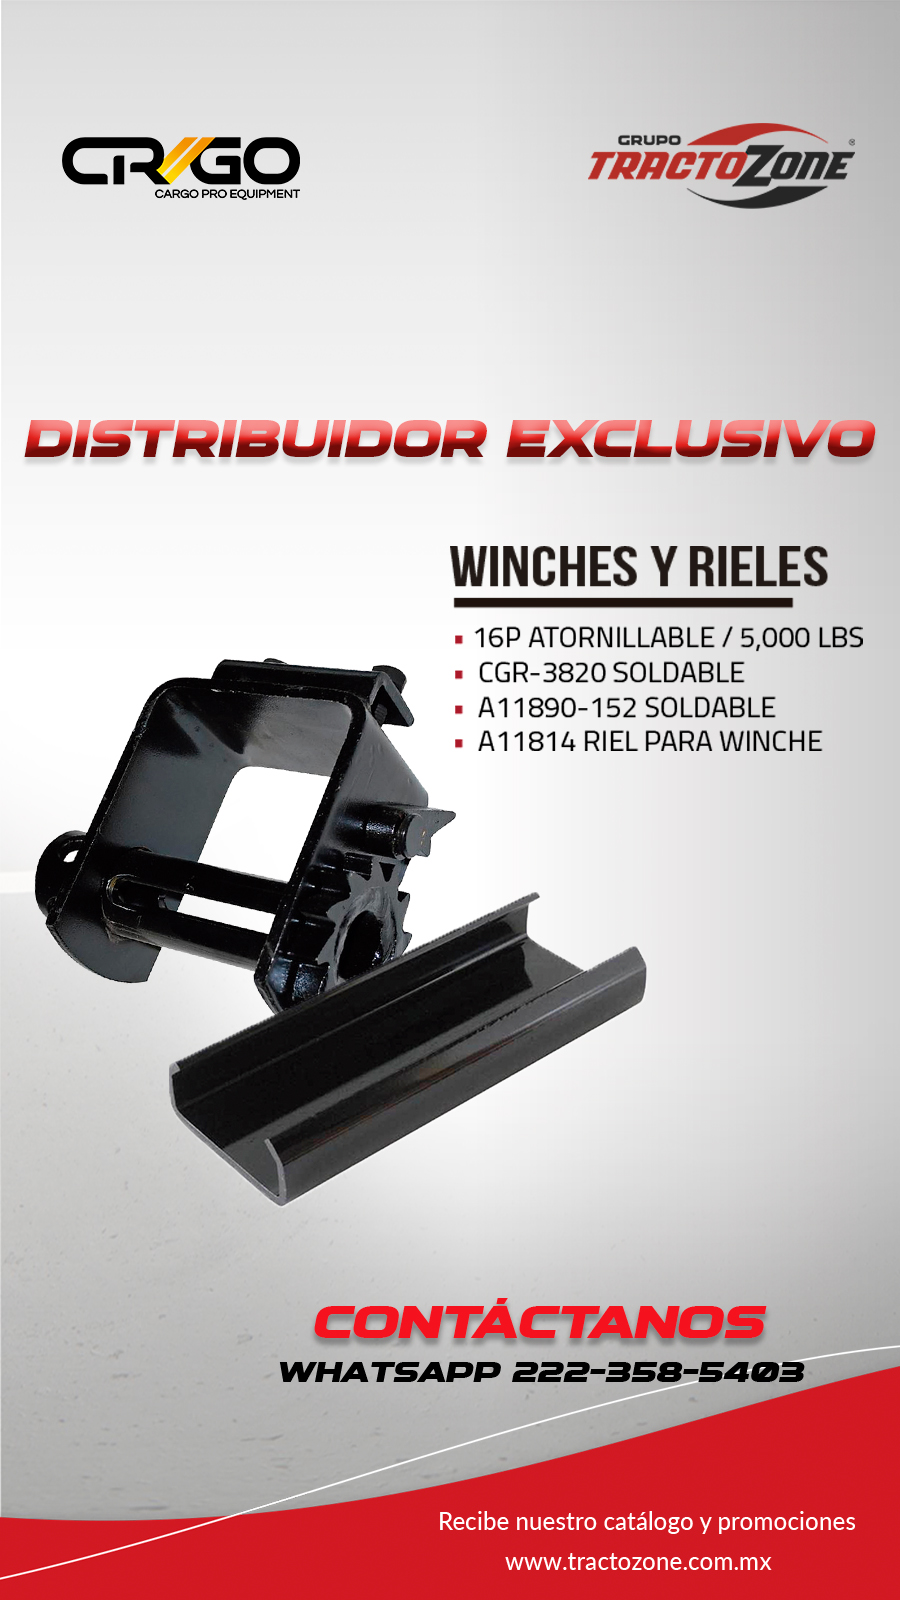 CRGO
CARGO PRO EQUIPMENT
GRUPO
TRACTOZONE®
DISTRIBUIDOR EXCLUSIVO
WINCHES Y RIELES
▪ 16P ATORNILLABLE / 5,000 LBS
▪ CGR-3820 SOLDABLE
▪ A11890-152 SOLDABLE
▪ A11814 RIEL PARA WINCHE
CONTÁCTANOS
WHATSAPP 222-358-5403
Recibe nuestro catálogo y promociones
www.tractozone.com.mx